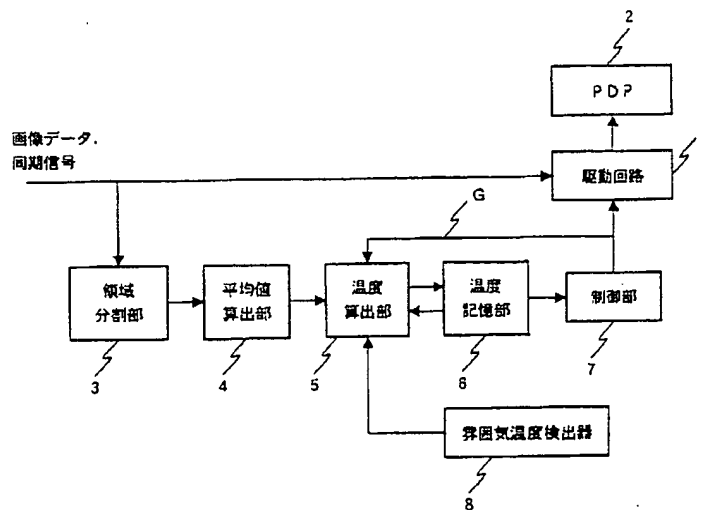 2
PDP
画像データ．
同期信号
駆動回路
G
領域
分割部
平均値
算出部
温度
算出部
温度
記憶部
制御部
3
4
5
6
7
雰囲気温度検出器
8